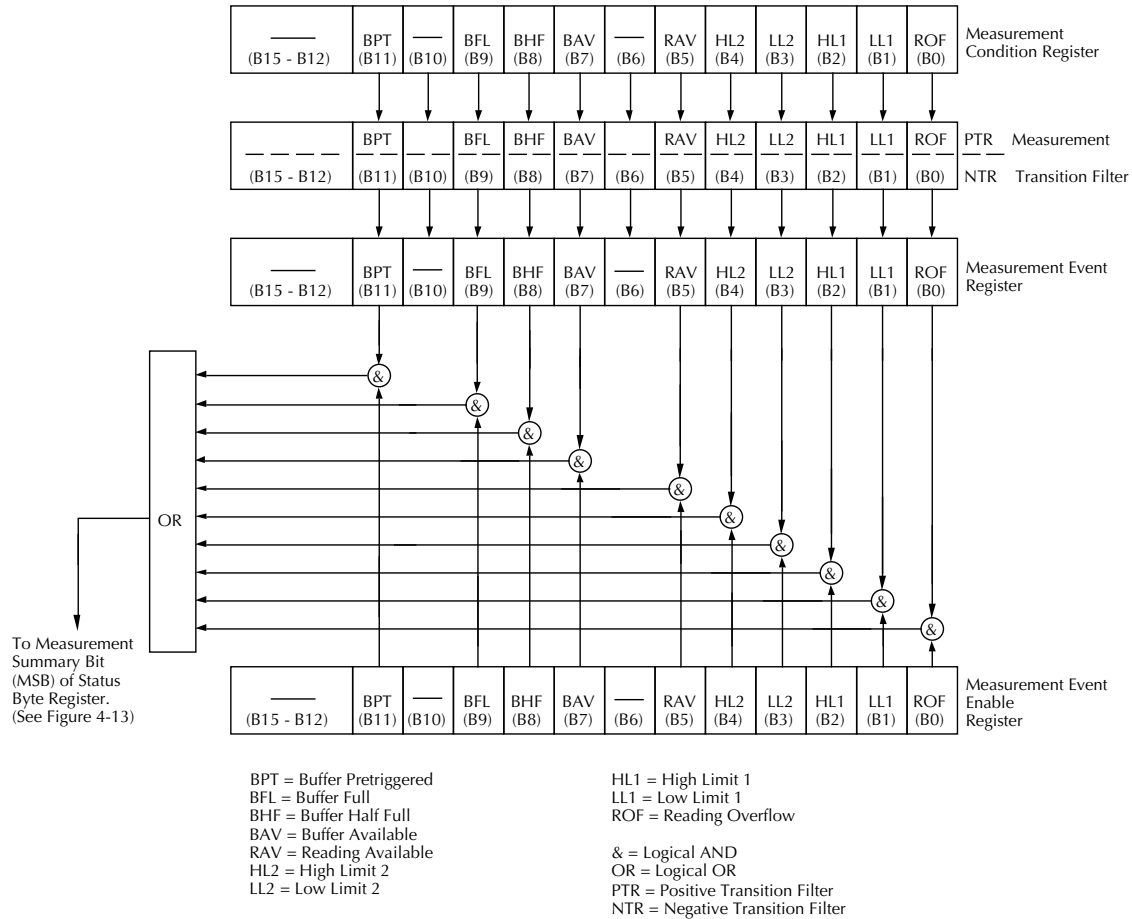 BPT BFL BHF BAV RAV HL2 LL2 HL1 LL1 ROF
(B15 - B12) (B11) (B10) (B9) (B8) (B7) (B6) (B5) (B4) (B3) (B2) (B1) (B0)
Measurement
Condition Register
BPT BFL BHF BAV RAV HL2 LL2 HL1 LL1 ROF PTR Measurement
(B15 - B12) (B11) (B10) (B9) (B8) (B7) (B6) (B5) (B4) (B3) (B2) (B1) (B0) NTR Transition Filter
BPT BFL BHF BAV RAV HL2 LL2 HL1 LL1 ROF
(B15 - B12) (B11) (B10) (B9) (B8) (B7) (B6) (B5) (B4) (B3) (B2) (B1) (B0)
Measurement Event
Register
&
&
&
&
&
&
&
&
&
&
OR
To Measurement
Summary Bit
(MSB) of Status
Byte Register.
(See Figure 4-13)
BPT BFL BHF BAV RAV HL2 LL2 HL1 LL1 ROF
(B15 - B12) (B11) (B10) (B9) (B8) (B7) (B6) (B5) (B4) (B3) (B2) (B1) (B0)
Measurement Event
Enable
Register
BPT = Buffer Pretriggered
BFL = Buffer Full
BHF = Buffer Half Full
BAV = Buffer Available
RAV = Reading Available
HL2 = High Limit 2
LL2 = Low Limit 2
HL1 = High Limit 1
LL1 = Low Limit 1
ROF = Reading Overflow
& = Logical AND
OR = Logical OR
PTR = Positive Transition Filter
NTR = Negative Transition Filter